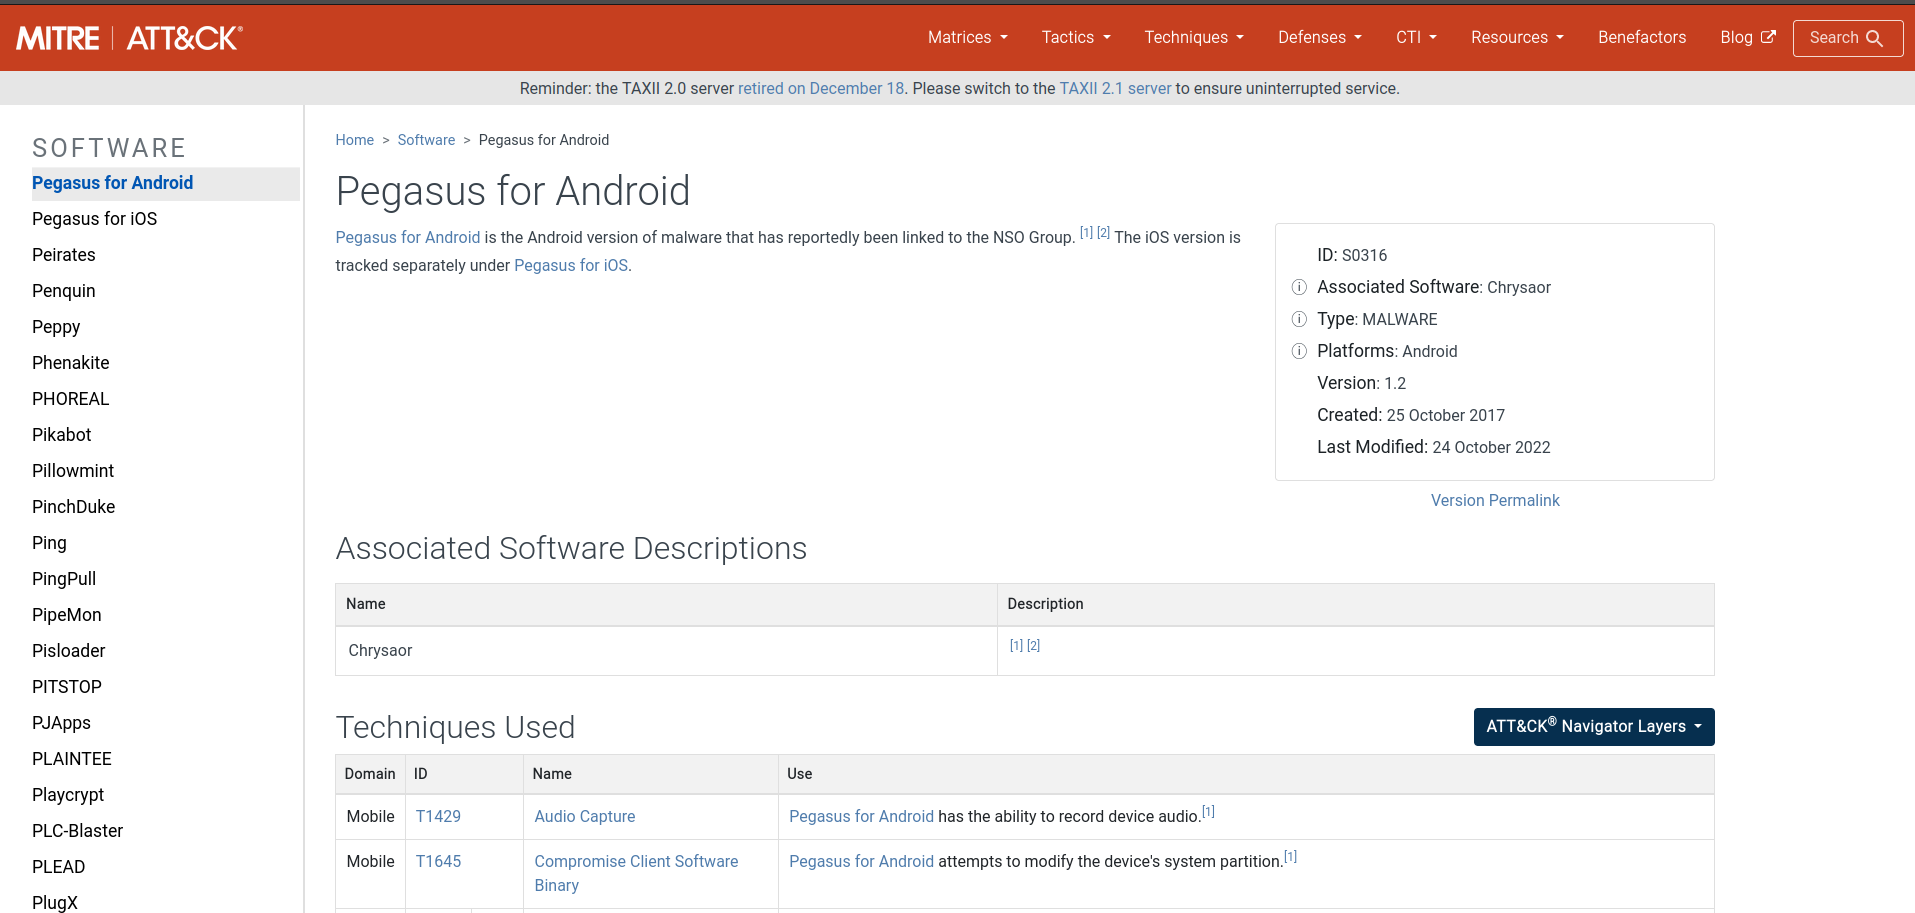 MITRE | ATT&CK®
Matrices Tactics Techniques Defenses CTI Resources Benefactors Blog Search
Reminder: the TAXII 2.0 server retired on December 18. Please switch to the TAXII 2.1 server to ensure uninterrupted service.
SOFTWARE
Pegasus for Android
Pegasus for iOS
Peirates
Penquin
Peppy
Phenakite
PHOREAL
Pikabot
Pillowmint
PinchDuke
Ping
PingPull
PipeMon
Pisloader
PITSTOP
PJApps
PLAINTEE
Playcrypt
PLC-Blaster
PLEAD
PlugX
Home > Software > Pegasus for Android
Pegasus for Android
Pegasus for Android is the Android version of malware that has reportedly been linked to the NSO Group. [1] [2] The iOS version is
tracked separately under Pegasus for iOS.
ID: S0316
Associated Software: Chrysaor
Type: MALWARE
Platforms: Android
Version: 1.2
Created: 25 October 2017
Last Modified: 24 October 2022
Version Permalink
Associated Software Descriptions
Name Description
Chrysaor [1] [2]
Techniques Used
ATT&CK® Navigator Layers
Domain ID Name Use
Mobile T1429 Audio Capture Pegasus for Android has the ability to record device audio.[1]
Mobile T1645 Compromise Client Software Pegasus for Android attempts to modify the device's system partition.[1]
Binary